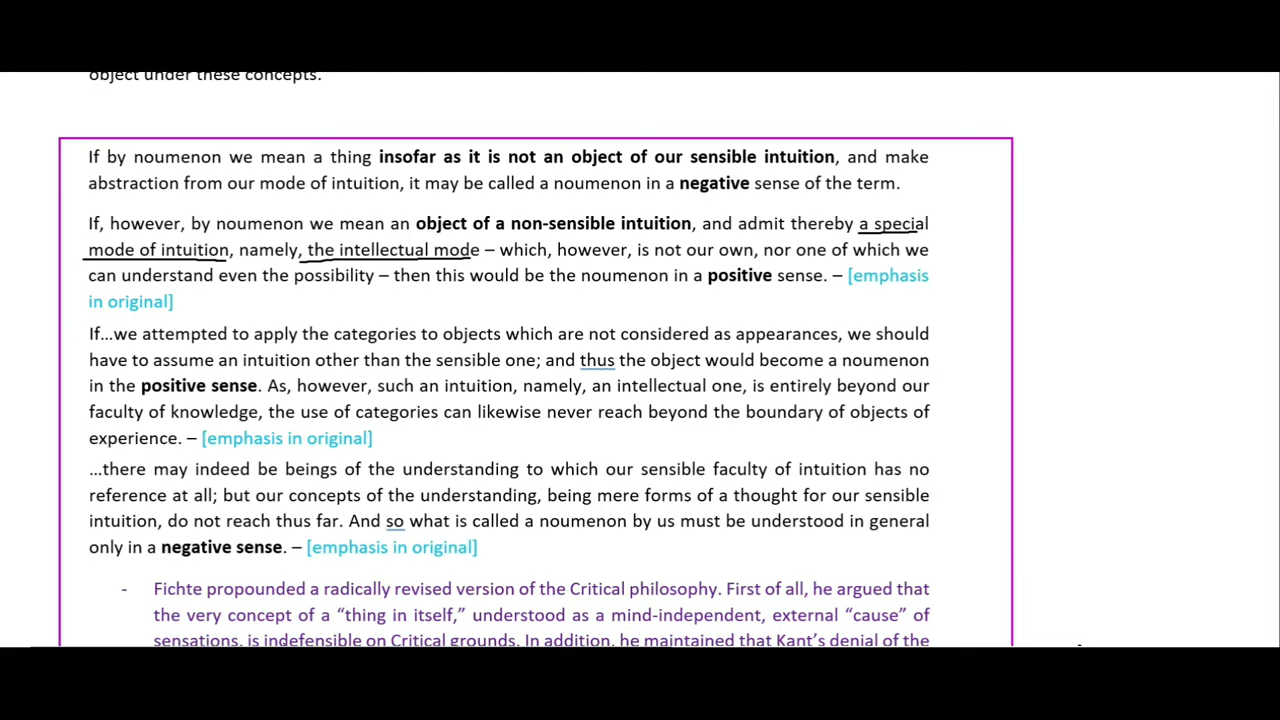 object under these concepts.
If by noumenon we mean a thing insofar as it is not an object of our sensible intuition, and make
abstraction from our mode of intuition, it may be called a noumenon in a negative sense of the term.
If, however, by noumenon we mean an object of a non-sensible intuition, and admit thereby a special
mode of intuition, namely, the intellectual mode – which, however, is not our own, nor one of which we
can understand even the possibility – then this would be the noumenon in a positive sense. – [emphasis
in original]
If…we attempted to apply the categories to objects which are not considered as appearances, we should
have to assume an intuition other than the sensible one; and thus the object would become a noumenon
in the positive sense. As, however, such an intuition, namely, an intellectual one, is entirely beyond our
faculty of knowledge, the use of categories can likewise never reach beyond the boundary of objects of
experience. – [emphasis in original]
…there may indeed be beings of the understanding to which our sensible faculty of intuition has no
reference at all; but our concepts of the understanding, being mere forms of a thought for our sensible
intuition, do not reach thus far. And so what is called a noumenon by us must be understood in general
only in a negative sense. – [emphasis in original]
- Fichte propounded a radically revised version of the Critical philosophy. First of all, he argued that
the very concept of a “thing in itself,” understood as a mind-independent, external “cause” of
sensations, is indefensible on Critical grounds. In addition, he maintained that Kant’s denial of the